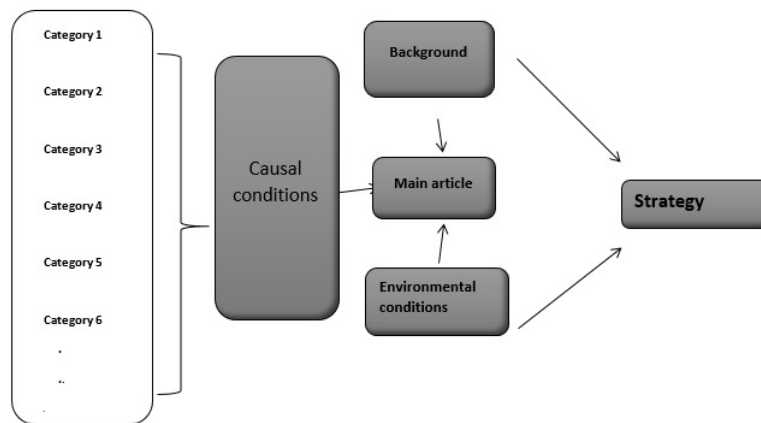 Category 1
Category 2
Category 3
Category 4
Category 5
Category 6
Causal
conditions
Background
Main article
Environmental
conditions
Strategy